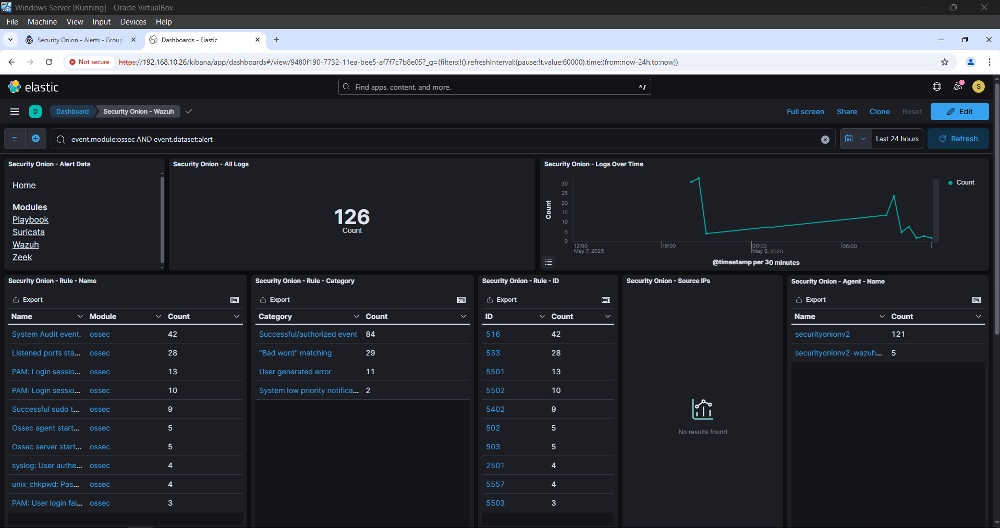 Windows Server [Running] - Oracle VirtualBox
File Machine View Input Devices Help
Security Onion - Alerts - Group
Dashboards - Elastic
Not secure https://192.168.10.26/kibana/app/dashboards#/view/9480f190-7732-11ea-bee5-af7f7c7b8e05?_g=(filters:!(),refreshInterval:(pause:!t,value:60000),time:(from:now-24h,to:now))
elastic
Find apps, content, and more.
^/
S
D
Dashboard
Security Onion - Wazuh
Full screen Share Clone Reset Edit
event.module:ossec AND event.dataset:alert
Last 24 hours
Refresh
Security Onion - Alert Data
Home
Modules
Playbook
Suricata
Wazuh
Zeek
Security Onion - All Logs
126
Count
Security Onion - Logs Over Time
Count
30
25
20
15
10
5
0
12:00
May 7, 2025
18:00
00:00
May 8, 2025
06:00
@timestamp per 30 minutes
Count
Security Onion - Rule - Name
Export
Name Module Count
System Audit event. ossec 42
Listened ports sta... ossec 28
PAM: Login sessio... ossec 13
PAM: Login sessio... ossec 10
Successful sudo t... ossec 9
Ossec agent start... ossec 5
Ossec server start... ossec 5
syslog: User authe... ossec 4
unix_chkpwd: Pas... ossec 4
PAM: User login fai... ossec 3
Security Onion - Rule - Category
Export
Category Count
Successful/authorized event 84
"Bad word" matching 29
User generated error 11
System low priority notifica... 2
Security Onion - Rule - ID
Export
ID Count
516 42
533 28
5501 13
5502 10
5402 9
502 5
503 5
2501 4
5557 4
5503 3
Security Onion - Source IPs
No results found
Security Onion - Agent - Name
Export
Name Count
securityonionv2 121
securityonionv2-wazuh... 5